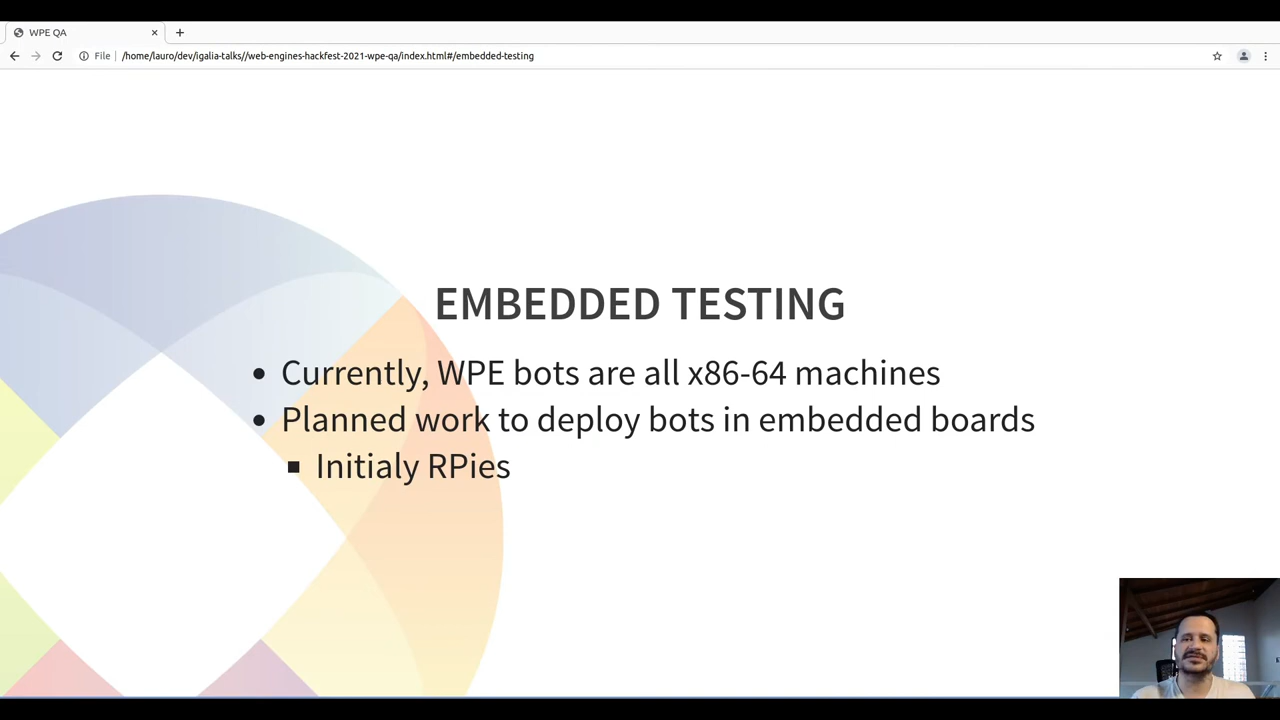 WPE QA
File
/home/lauro/dev/igalia-talks//web-engines-hackfest-2021-wpe-qa/index.html#/embedded-testing
EMBEDDED TESTING
Currently, WPE bots are all x86-64 machines
Planned work to deploy bots in embedded boards
Initialy RPies